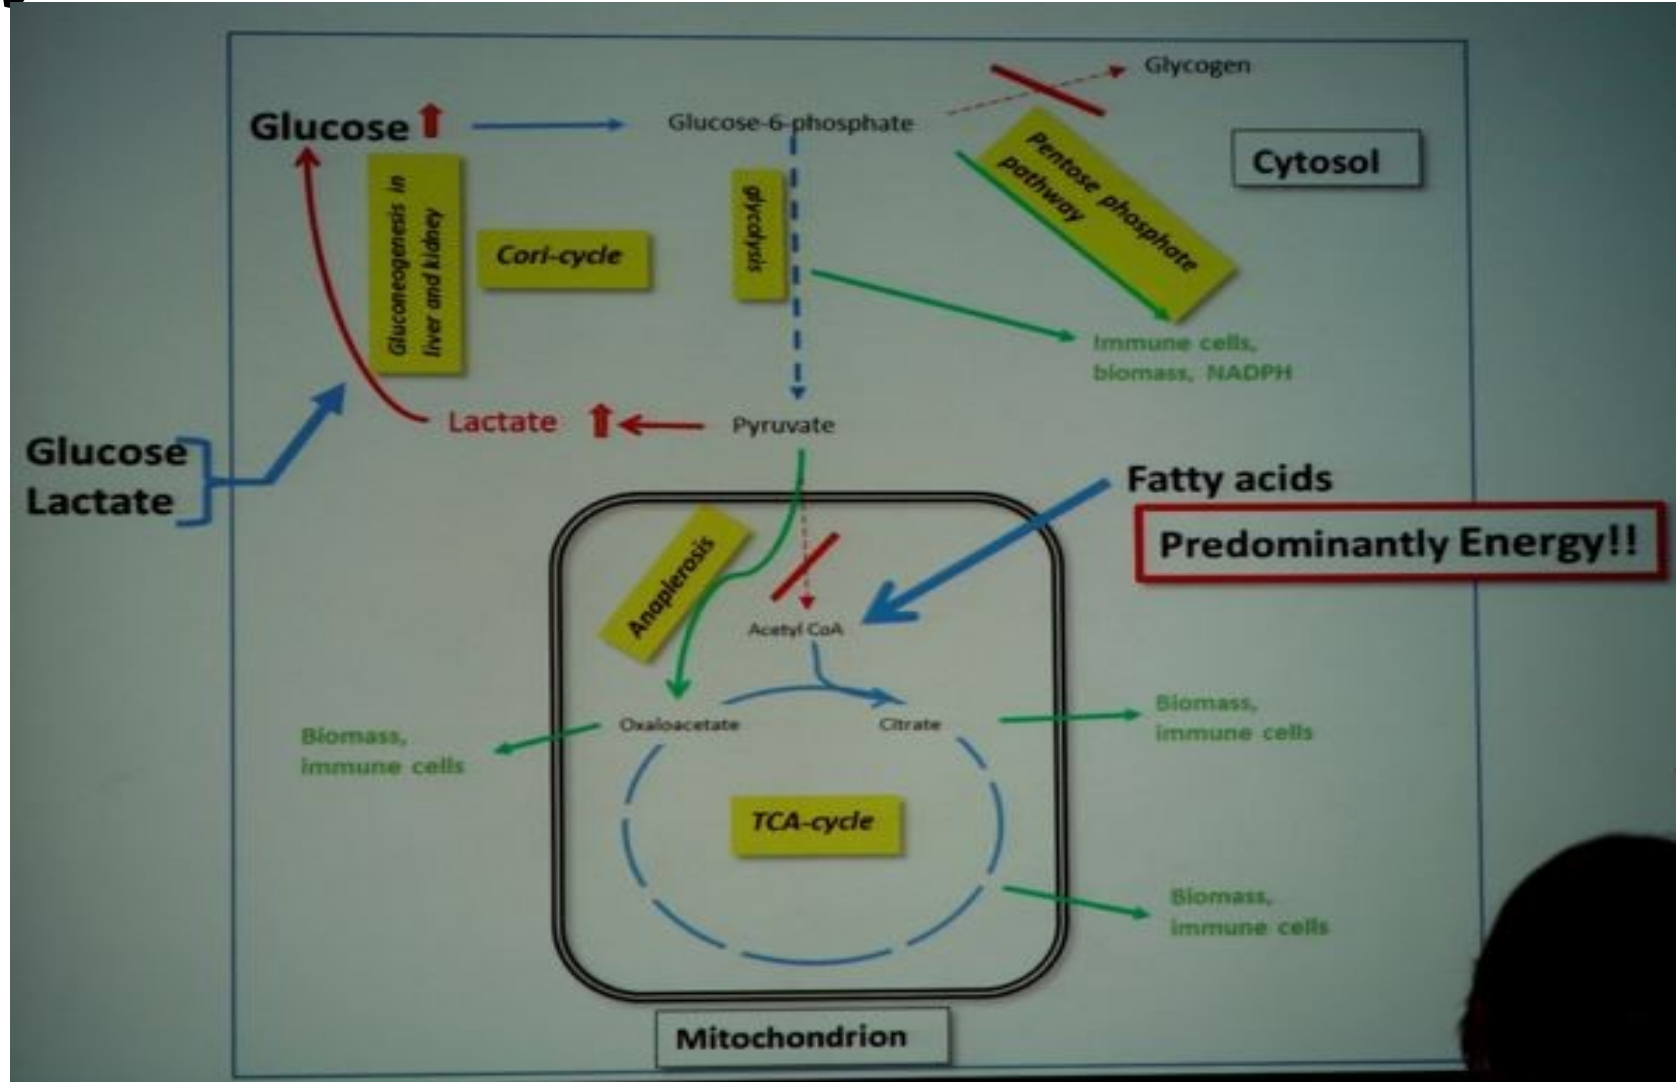 Glycogen
Glucose
Glucose-6-phosphate
Cytosol
Pentose phosphate
pathway
Gluconeogenesis in
liver and kidney
glycolysis
Cori-cycle
Immune cells,
biomass, NADPH
Lactate
Pyruvate
Glucose
Lactate
Fatty acids
Predominantly Energy!!
Anaplerosis
Acetyl CoA
Oxaloacetate
Citrate
Biomass,
immune cells
Biomass,
immune cells
TCA-cycle
Biomass,
immune cells
Mitochondrion